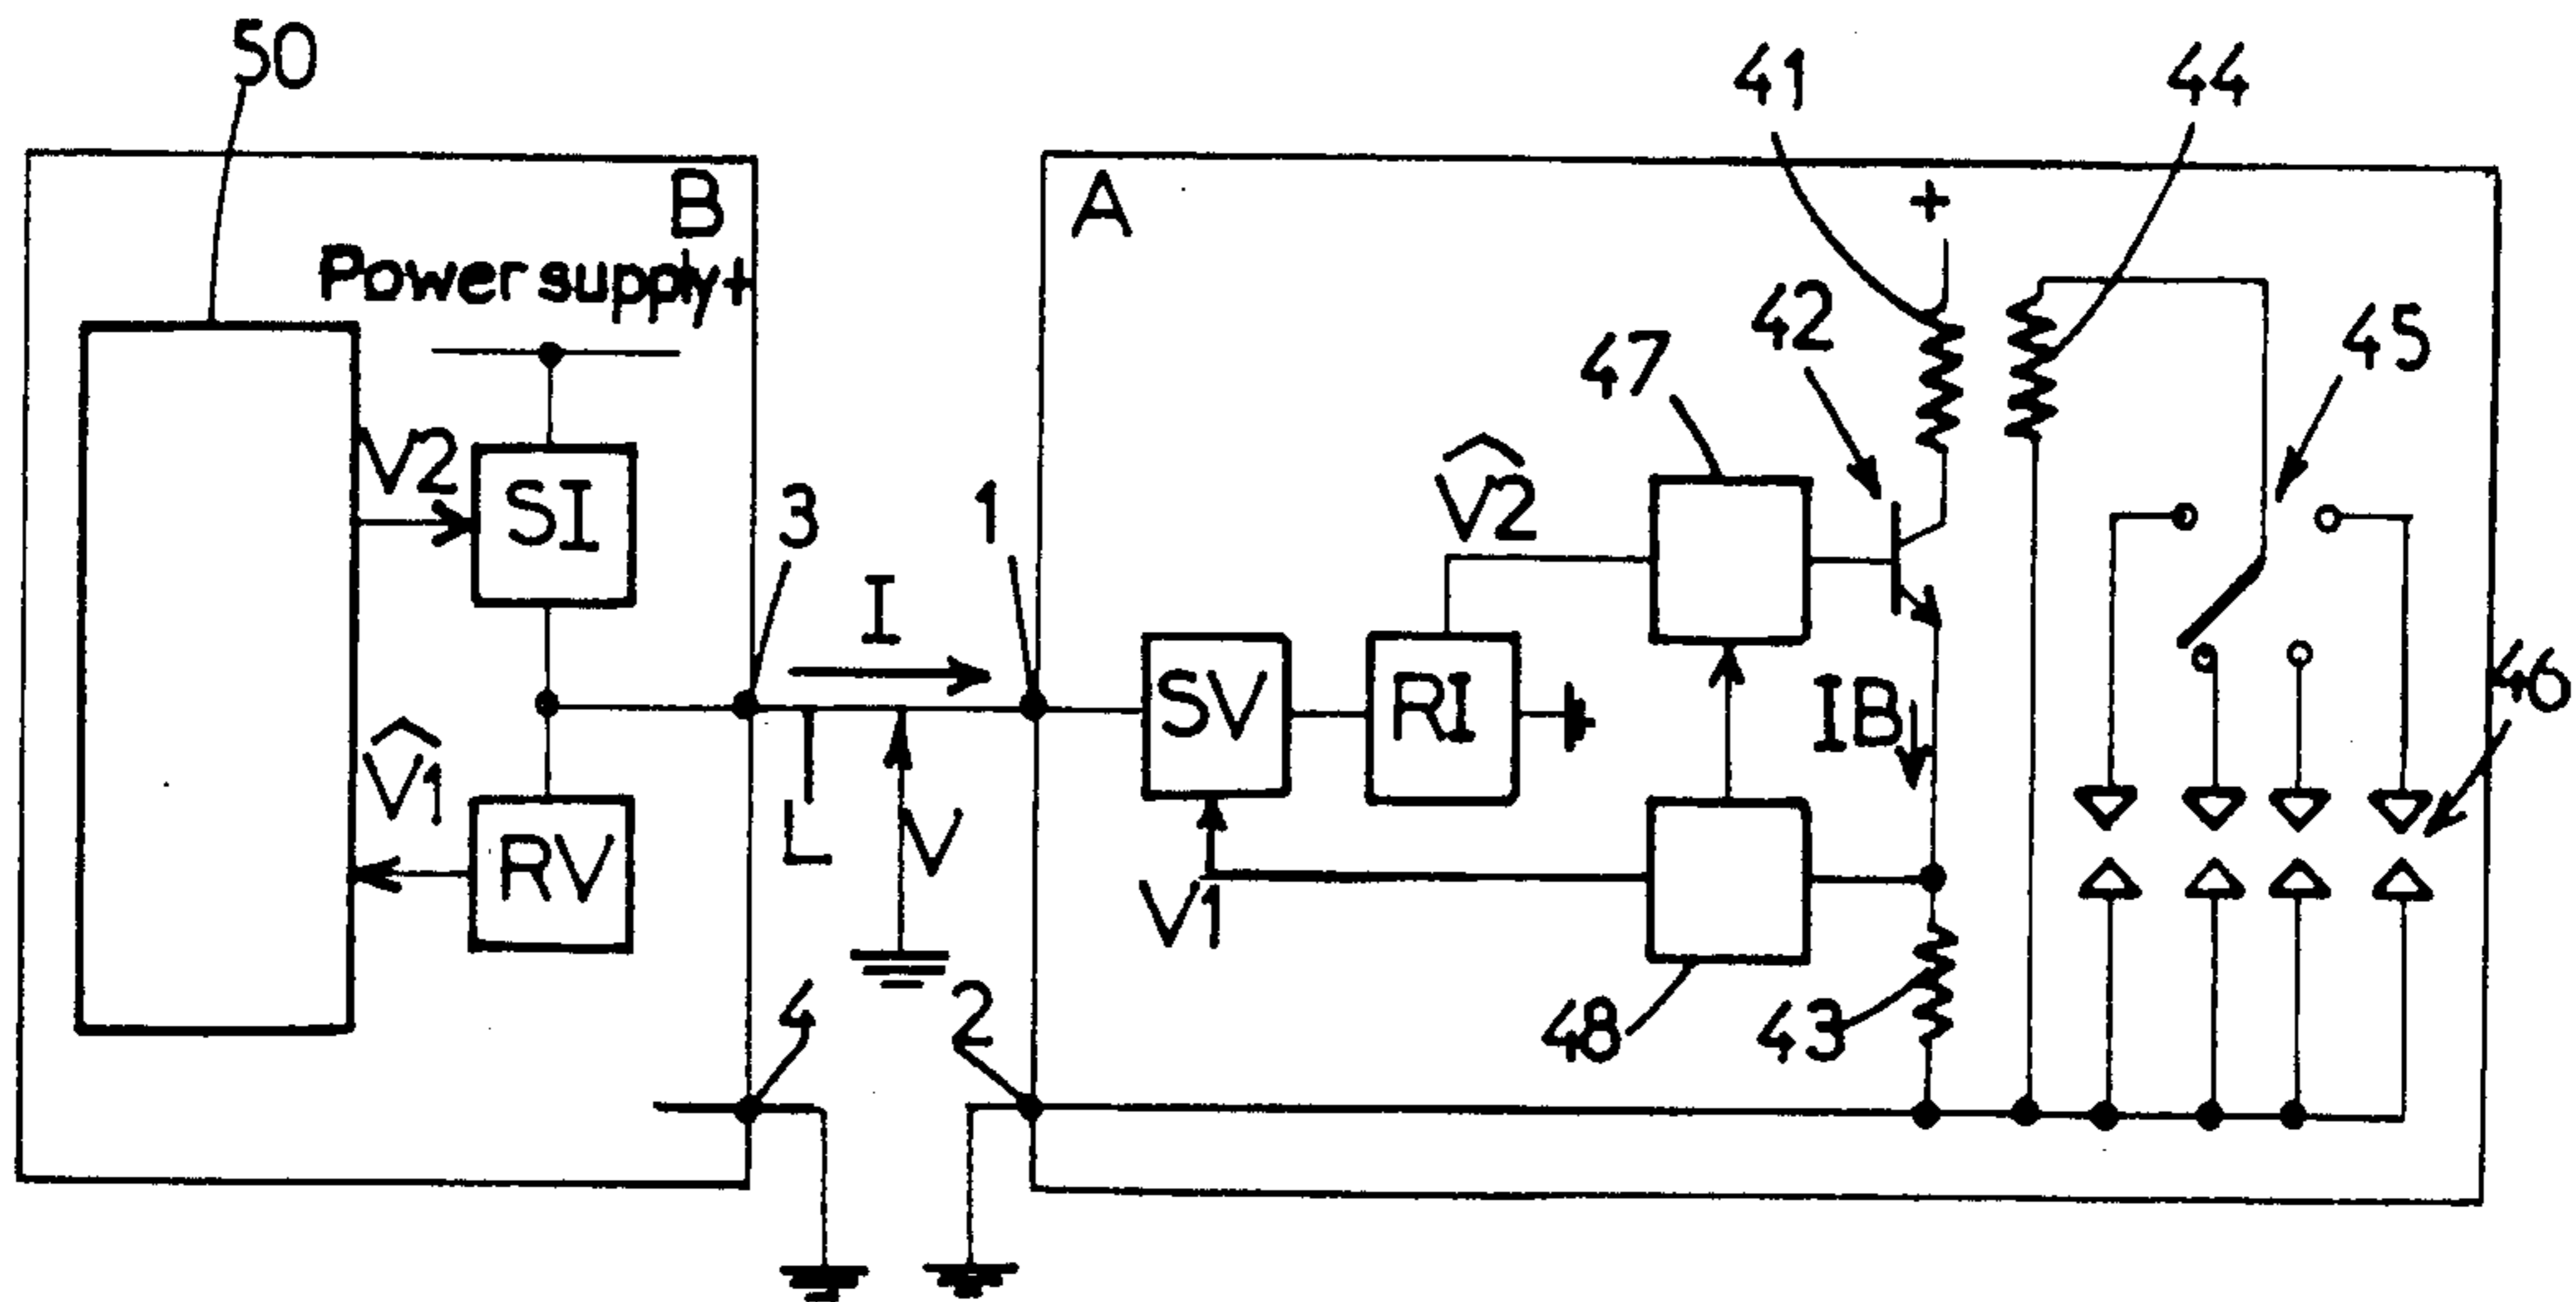 50
41
44
B
A
+
Power supply+
42
45
47
V2
V̂2
SI
3
1
I
46
SV
RI
IB
V̂1
L
V
RV
V1
4
2
48
43